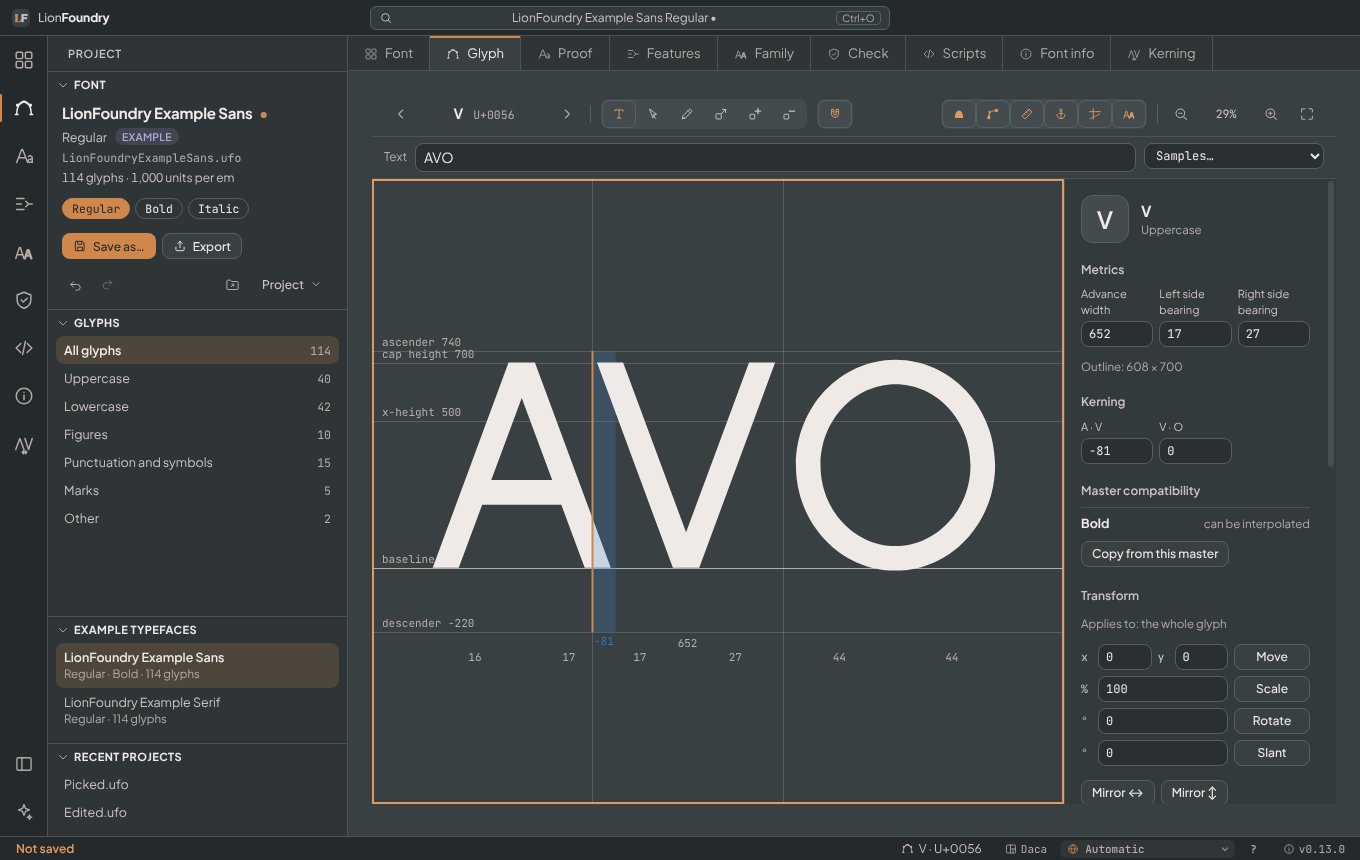 LF LionFoundry
LionFoundry Example Sans Regular •
Ctrl+O
PROJECT
Font
Glyph
Proof
Features
Family
Check
Scripts
Font info
Kerning
FONT
LionFoundry Example Sans
Regular EXAMPLE
LionFoundryExampleSans.ufo
114 glyphs · 1,000 units per em
Regular Bold Italic
Save as… Export
Project
GLYPHS
All glyphs 114
Uppercase 40
Lowercase 42
Figures 10
Punctuation and symbols 15
Marks 5
Other 2
EXAMPLE TYPEFACES
LionFoundry Example Sans
Regular · Bold · 114 glyphs
LionFoundry Example Serif
Regular · 114 glyphs
RECENT PROJECTS
Picked.ufo
Edited.ufo
V U+0056
29%
Text AVO Samples…
ascender 740
cap height 700
x-height 500
AVO
baseline
descender -220
-81 652
16 17 17 27 44 44
V V
Uppercase
Metrics
Advance width
Left side bearing
Right side bearing
652 17 27
Outline: 608 × 700
Kerning
A · V V · O
-81 0
Master compatibility
Bold can be interpolated
Copy from this master
Transform
Applies to: the whole glyph
x 0 y 0 Move
% 100 Scale
° 0 Rotate
° 0 Slant
Mirror ↔ Mirror ↕
Not saved
V · U+0056
Daca
Automatic
?
v0.13.0